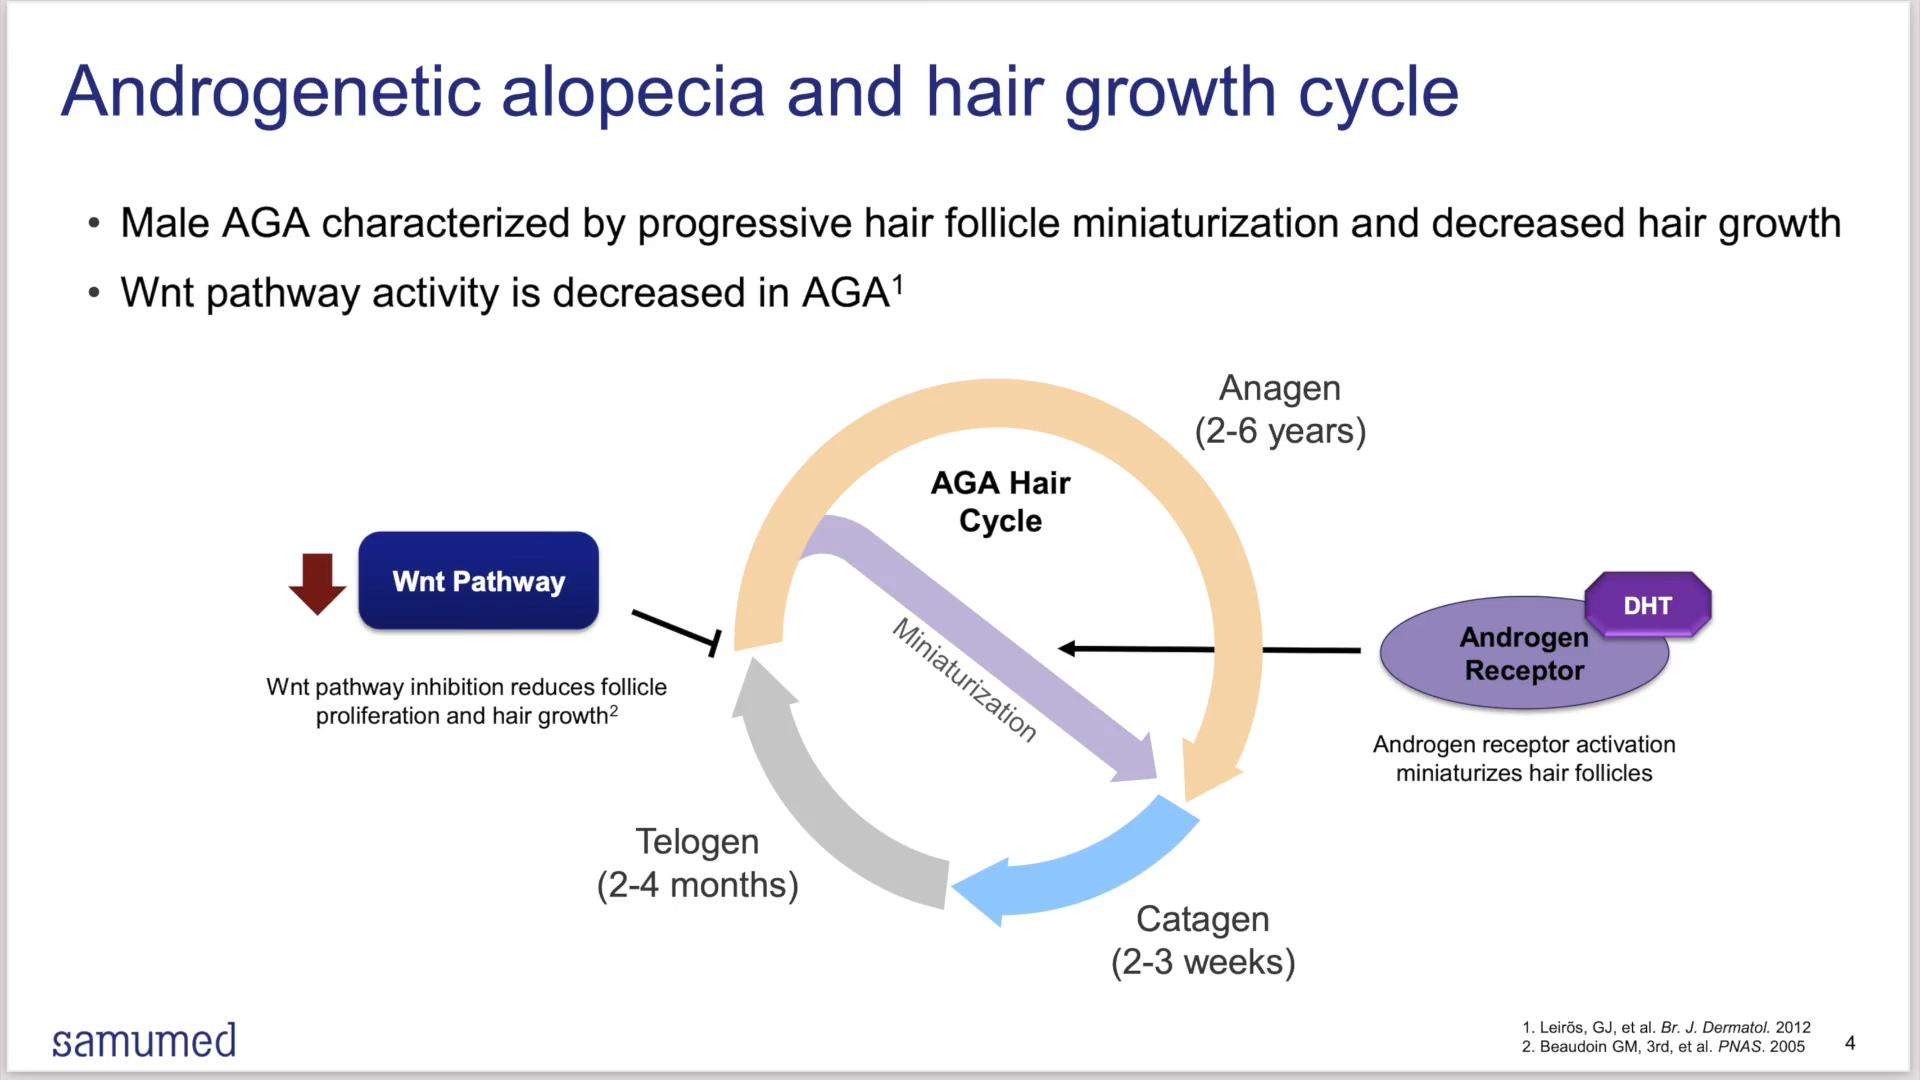 Androgenetic alopecia and hair growth cycle
• Male AGA characterized by progressive hair follicle miniaturization and decreased hair growth
• Wnt pathway activity is decreased in AGA¹
Anagen
(2-6 years)
AGA Hair
Cycle
Wnt Pathway
Wnt pathway inhibition reduces follicle
proliferation and hair growth²
Miniaturization
DHT
Androgen
Receptor
Androgen receptor activation
miniaturizes hair follicles
Telogen
(2-4 months)
Catagen
(2-3 weeks)
samumed
1. Leirõs, GJ, et al. Br. J. Dermatol. 2012
2. Beaudoin GM, 3rd, et al. PNAS. 2005
4